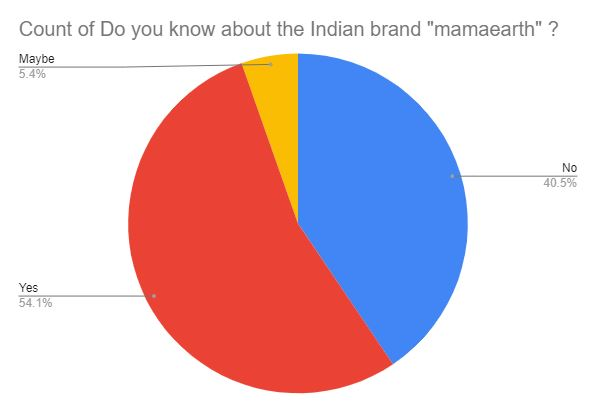 Count of Do you know about the Indian brand "mamaearth" ?
Maybe
5.4%
No
40.5%
Yes
54.1%